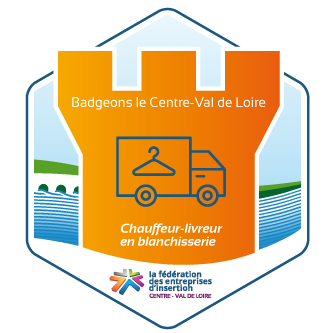 Badgeons le Centre-Val de Loire
Chauffeur-livreur
en blanchisserie
la fédération
des entreprises
d'insertion
CENTRE - VAL DE LOIRE